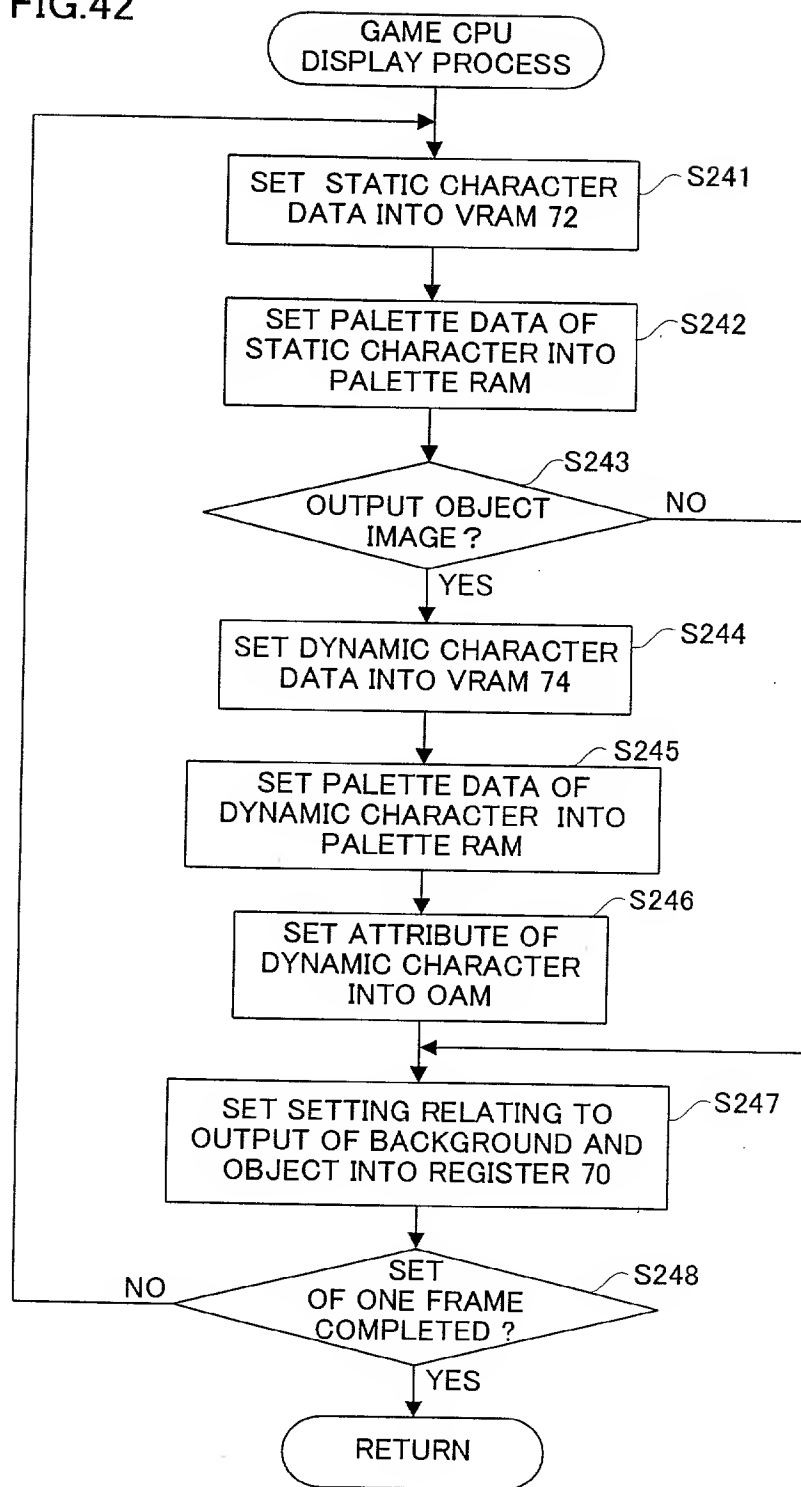 FIG.42
GAME CPU
DISPLAY PROCESS
SET STATIC CHARACTER
DATA INTO VRAM 72
S241
SET PALETTE DATA OF
STATIC CHARACTER INTO
PALETTE RAM
S242
S243
OUTPUT OBJECT
IMAGE ?
NO
YES
SET DYNAMIC CHARACTER
DATA INTO VRAM 74
S244
S245
SET PALETTE DATA OF
DYNAMIC CHARACTER INTO
PALETTE RAM
S246
SET ATTRIBUTE OF
DYNAMIC CHARACTER
INTO OAM
SET SETTING RELATING TO
OUTPUT OF BACKGROUND AND
OBJECT INTO REGISTER 70
S247
NO
SET
OF ONE FRAME
COMPLETED ?
S248
YES
RETURN